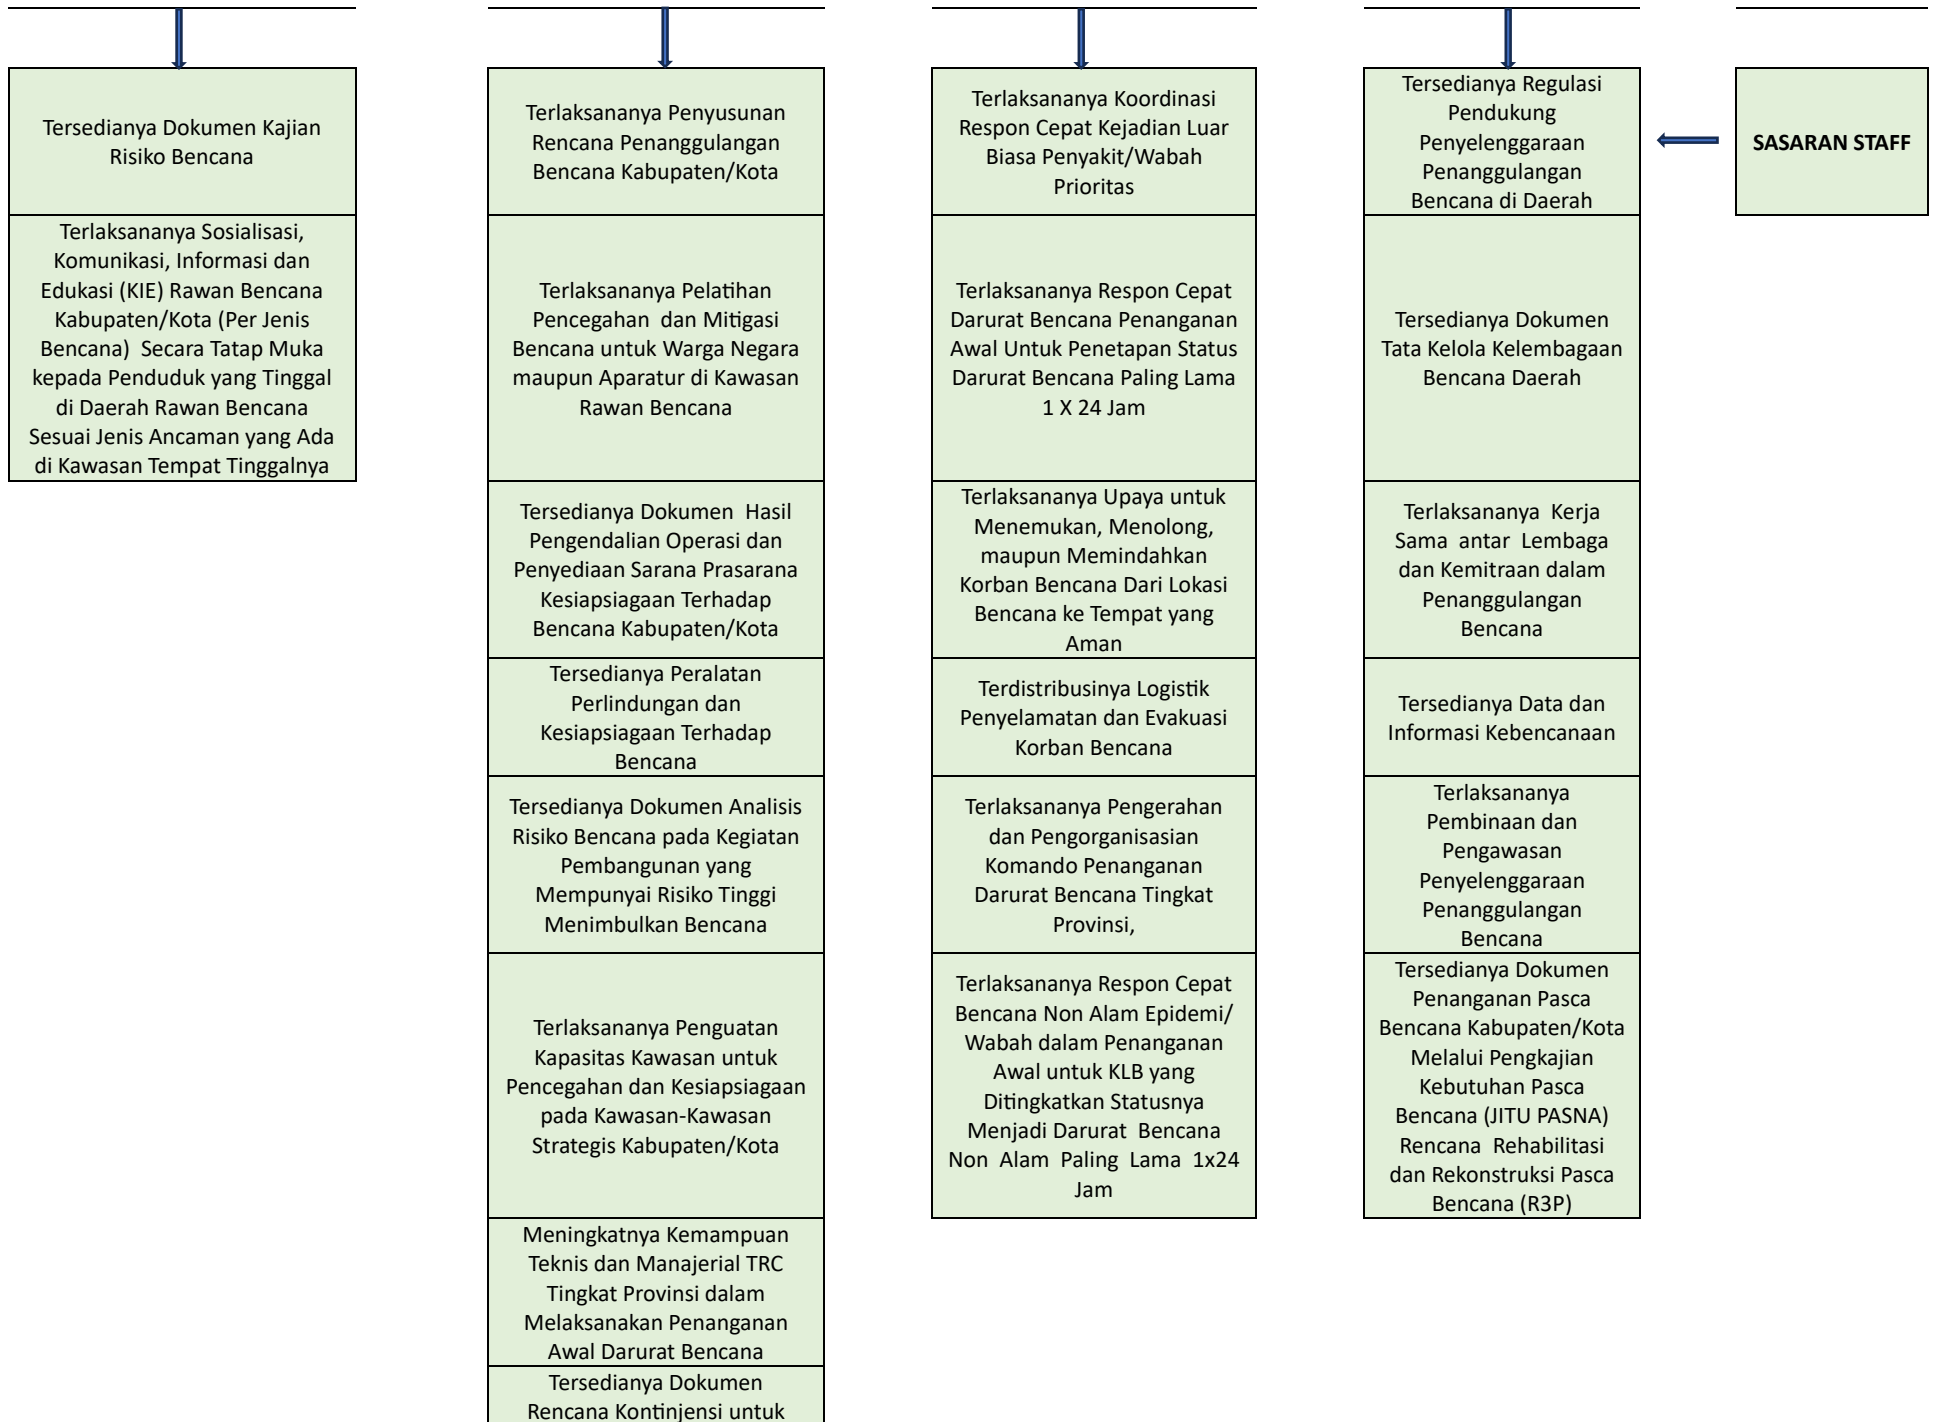 Tersedianya Dokumen Kajian
Risiko Bencana
Terlaksananya Sosialisasi,
Komunikasi, Informasi dan
Edukasi (KIE) Rawan Bencana
Kabupaten/Kota (Per Jenis
Bencana)  Secara Tatap Muka
kepada Penduduk yang Tinggal
di Daerah Rawan Bencana
Sesuai Jenis Ancaman yang Ada
di Kawasan Tempat Tinggalnya
Terlaksananya Penyusunan
Rencana Penanggulangan
Bencana Kabupaten/Kota
Terlaksananya Pelatihan
Pencegahan  dan Mitigasi
Bencana untuk Warga Negara
maupun Aparatur di Kawasan
Rawan Bencana
Tersedianya Dokumen  Hasil
Pengendalian Operasi dan
Penyediaan Sarana Prasarana
Kesiapsiagaan Terhadap
Bencana Kabupaten/Kota
Tersedianya Peralatan
Perlindungan dan
Kesiapsiagaan Terhadap
Bencana
Tersedianya Dokumen Analisis
Risiko Bencana pada Kegiatan
Pembangunan yang
Mempunyai Risiko Tinggi
Menimbulkan Bencana
Terlaksananya Penguatan
Kapasitas Kawasan untuk
Pencegahan dan Kesiapsiagaan
pada Kawasan-Kawasan
Strategis Kabupaten/Kota
Meningkatnya Kemampuan
Teknis dan Manajerial TRC
Tingkat Provinsi dalam
Melaksanakan Penanganan
Awal Darurat Bencana
Tersedianya Dokumen
Rencana Kontinjensi untuk
Terlaksananya Koordinasi
Respon Cepat Kejadian Luar
Biasa Penyakit/Wabah
Prioritas
Terlaksananya Respon Cepat
Darurat Bencana Penanganan
Awal Untuk Penetapan Status
Darurat Bencana Paling Lama
1 X 24 Jam
Terlaksananya Upaya untuk
Menemukan, Menolong,
maupun Memindahkan
Korban Bencana Dari Lokasi
Bencana ke Tempat yang
Aman
Terdistribusinya Logistik
Penyelamatan dan Evakuasi
Korban Bencana
Terlaksananya Pengerahan
dan Pengorganisasian
Komando Penanganan
Darurat Bencana Tingkat
Provinsi,
Terlaksananya Respon Cepat
Bencana Non Alam Epidemi/
Wabah dalam Penanganan
Awal untuk KLB yang
Ditingkatkan Statusnya
Menjadi Darurat  Bencana
Non  Alam  Paling  Lama  1x24
Jam
Tersedianya Regulasi
Pendukung
Penyelenggaraan
Penanggulangan
Bencana di Daerah
Tersedianya Dokumen
Tata Kelola Kelembagaan
Bencana Daerah
Terlaksananya  Kerja
Sama  antar  Lembaga
dan Kemitraan dalam
Penanggulangan
Bencana
Tersedianya Data dan
Informasi Kebencanaan
Terlaksananya
Pembinaan dan
Pengawasan
Penyelenggaraan
Penanggulangan
Bencana
Tersedianya Dokumen
Penanganan Pasca
Bencana Kabupaten/Kota
Melalui Pengkajian
Kebutuhan Pasca
Bencana (JITU PASNA)
Rencana  Rehabilitasi
dan Rekonstruksi Pasca
Bencana (R3P)
SASARAN STAFF